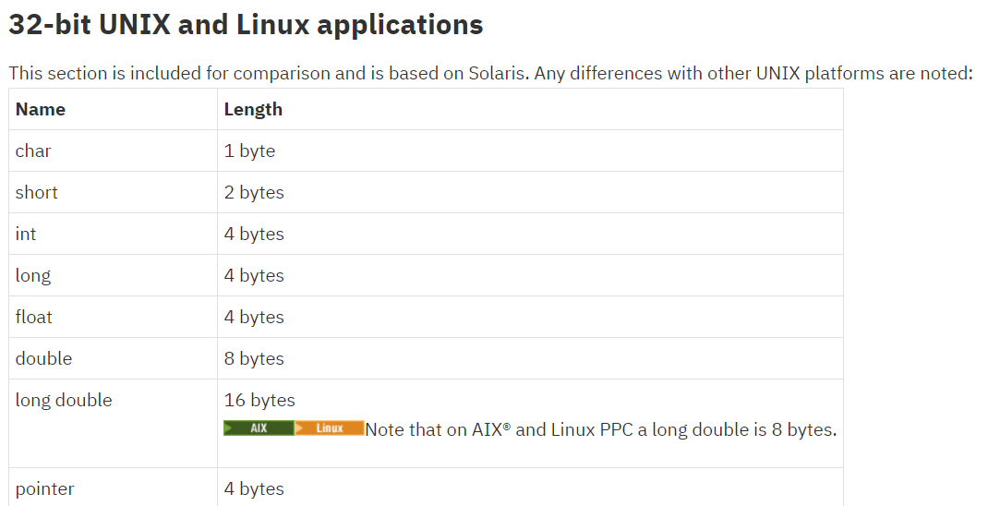 32-bit UNIX and Linux applications
This section is included for comparison and is based on Solaris. Any differences with other UNIX platforms are noted:
Name Length
char 1 byte
short 2 bytes
int 4 bytes
long 4 bytes
float 4 bytes
double 8 bytes
long double 16 bytes
AIX Linux Note that on AIX® and Linux PPC a long double is 8 bytes.
pointer 4 bytes